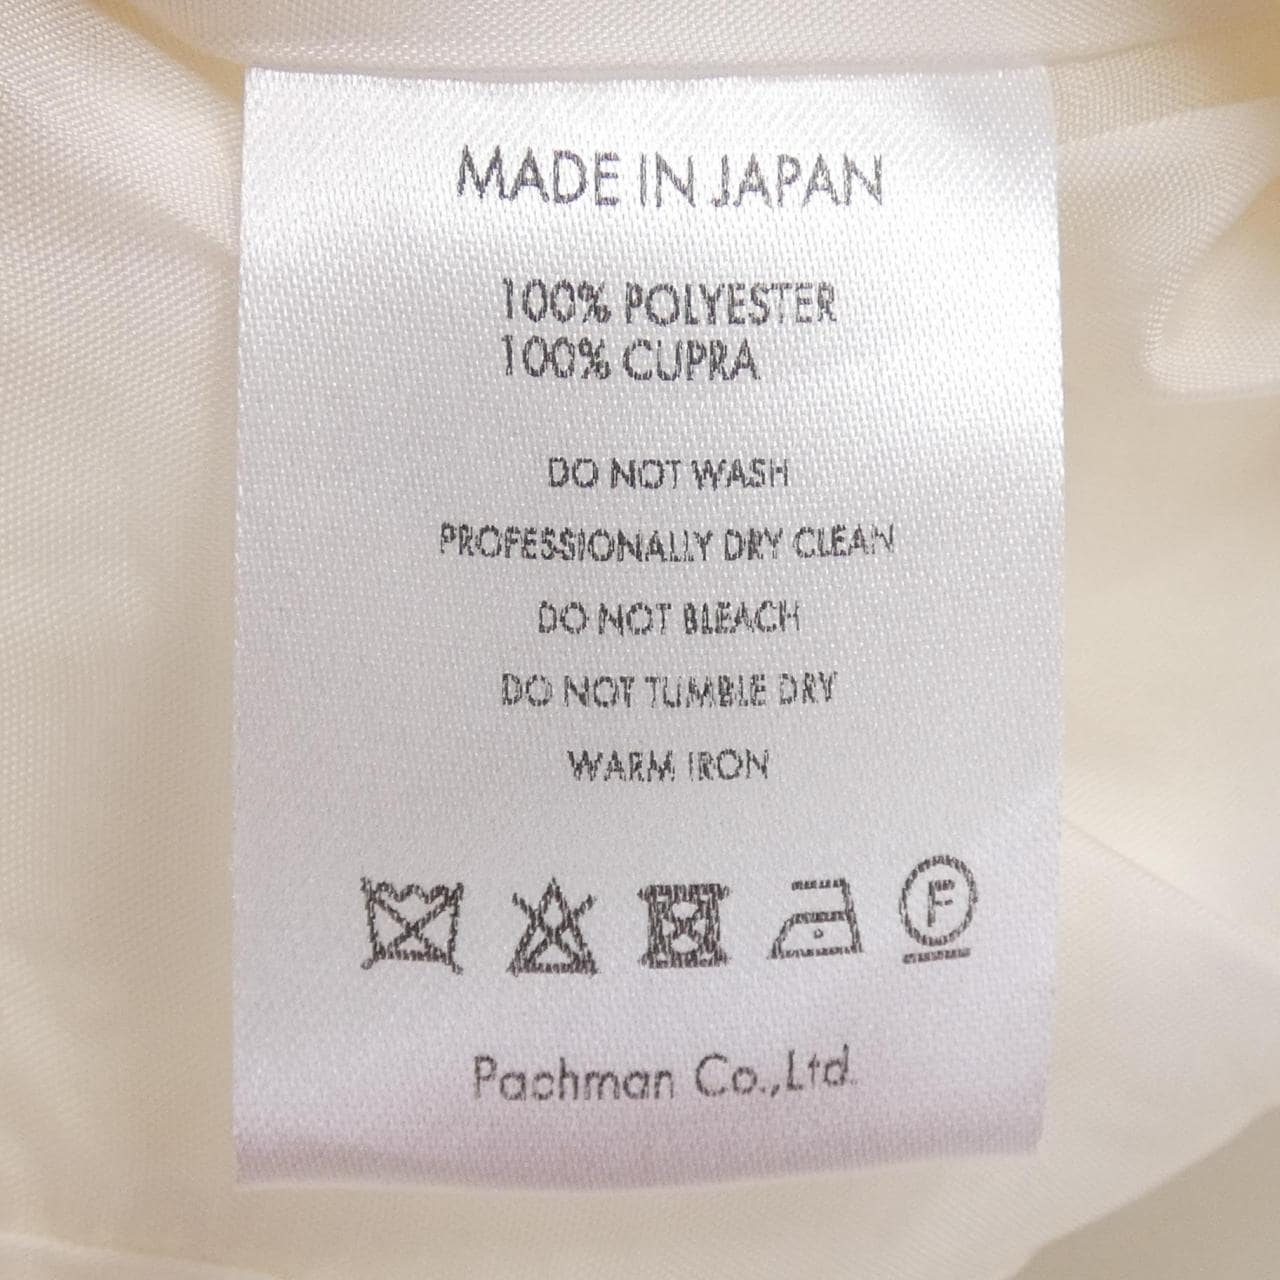 MADE IN JAPAN
100% POLYESTER
100% CUPRA
DO NOT WASH
PROFESSIONALLY DRY CLEAN
DO NOT BLEACH
DO NOT TUMBLE DRY
WARM IRON
F
Pachman Co.,Ltd.